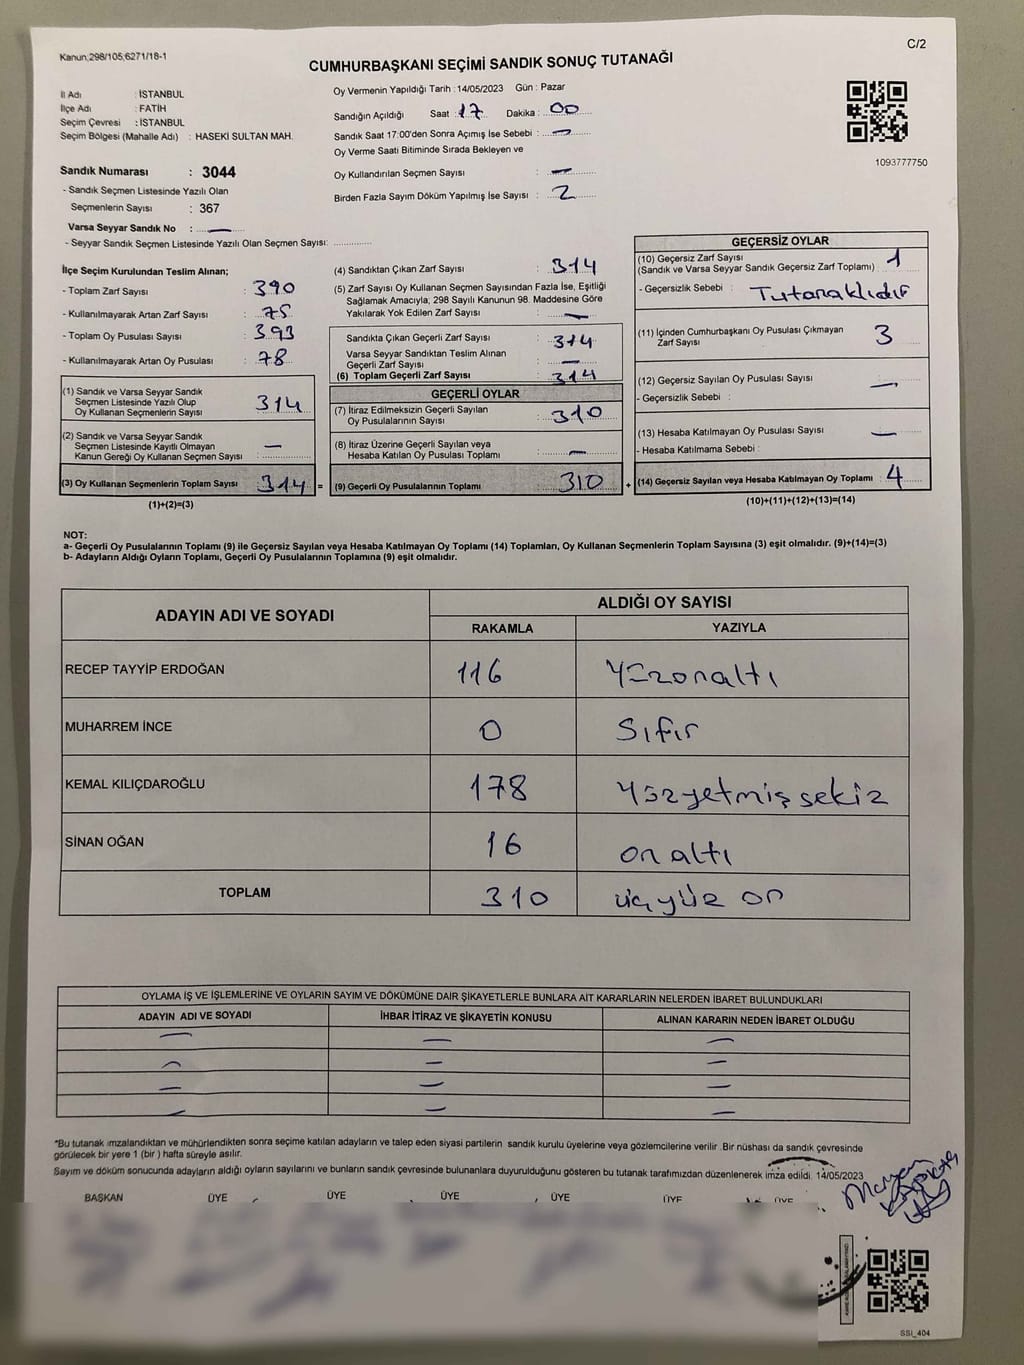 Kanun;298/105;6271/18-1
C/2
CUMHURBAŞKANI SEÇİMİ SANDIK SONUÇ TUTANAĞI
İl Adı : İSTANBUL
İlçe Adı : FATİH
Seçim Çevresi : İSTANBUL
Seçim Bölgesi (Mahalle Adı) : HASEKİ SULTAN MAH.
Sandık Numarası : 3044
- Sandık Seçmen Listesinde Yazılı Olan
Seçmenlerin Sayısı : 367
Varsa Seyyar Sandık No : —
- Seyyar Sandık Seçmen Listesinde Yazılı Olan Seçmen Sayısı: ............
Oy Vermenin Yapıldığı Tarih : 14/05/2023 Gün : Pazar
Sandığın Açıldığı Saat : 17 Dakika : 00
Sandık Saat 17:00'den Sonra Açımış İse Sebebi : —
Oy Verme Saati Bitiminde Sırada Bekleyen ve
Oy Kullandırılan Seçmen Sayısı : —
Birden Fazla Sayım Döküm Yapılmış İse Sayısı : 2
1093777750
İlçe Seçim Kurulundan Teslim Alınan;
- Toplam Zarf Sayısı : 390
- Kullanılmayarak Artan Zarf Sayısı : 75
- Toplam Oy Pusulası : 393
- Kullanılmayarak Artan Oy Pusulası : 78
(1) Sandık ve Varsa Seyyar Sandık
Seçmen Listesinde Yazılı Olup
Oy Kullanan Seçmenlerin Sayısı : 314
(2) Sandık ve Varsa Seyyar Sandık
Seçmen Listesinde Kayıtlı Olmayan
Kanun Gereği Oy Kullanan Seçmen Sayısı : —
(3) Oy Kullanan Seçmenlerin Toplam Sayısı : 314 =
(1)+(2)=(3)
(4) Sandıktan Çıkan Zarf Sayısı : 314
(5) Zarf Sayısı Oy Kullanan Seçmen Sayısından Fazla İse, Eşitliği
Sağlamak Amacıyla, 298 Sayılı Kanunun 98. Maddesine Göre
Yakılarak Yok Edilen Zarf Sayısı : —
Sandıkta Çıkan Geçerli Zarf Sayısı : 314
Varsa Seyyar Sandıktan Teslim Alınan
Geçerli Zarf Sayısı : —
(6) Toplam Geçerli Zarf Sayısı : 314
GEÇERLİ OYLAR
(7) İtiraz Edilmeksizin Geçerli Sayılan
Oy Pusulalarının Sayısı : 310
(8) İtiraz Üzerine Geçerli Sayılan veya
Hesaba Katılan Oy Pusulası Toplamı : —
(9) Geçerli Oy Pusulalarının Toplamı : 310 +
GEÇERSİZ OYLAR
(10) Geçersiz Zarf Sayısı
(Sandık ve Varsa Seyyar Sandık Geçersiz Zarf Toplamı) : 1
- Geçersizlik Sebebi : Tutanaklıdır
(11) İçinden Cumhurbaşkanı Oy Pusulası Çıkmayan
Zarf Sayısı 3
(12) Geçersiz Sayılan Oy Pusulası Sayısı : —
- Geçersizlik Sebebi :
(13) Hesaba Katılmayan Oy Pusulası Sayısı : —
- Hesaba Katılmama Sebebi :
(14) Geçersiz Sayılan veya Hesaba Katılmayan Oy Toplamı : 4
(10)+(11)+(12)+(13)=(14)
NOT:
a- Geçerli Oy Pusulalarının Toplamı (9) ile Geçersiz Sayılan veya Hesaba Katılmayan Oy Toplamı (14) Toplamları, Oy Kullanan Seçmenlerin Toplam Sayısına (3) eşit olmalıdır. (9)+(14)=(3)
b- Adayların Aldığı Oyların Toplamı, Geçerli Oy Pusulalarının Toplamına (9) eşit olmalıdır.
ADAYIN ADI VE SOYADI ALDIĞI OY SAYISI
RAKAMLA YAZIYLA
RECEP TAYYİP ERDOĞAN 116 Yüzonaltı
MUHARREM İNCE 0 Sıfır
KEMAL KILIÇDAROĞLU 178 Yüzyetmişsekiz
SİNAN OĞAN 16 on altı
TOPLAM 310 üçyüz on
OYLAMA İŞ VE İŞLEMLERİNE VE OYLARIN SAYIM VE DÖKÜMÜNE DAİR ŞİKAYETLERLE BUNLARA AİT KARARLARIN NELERDEN İBARET BULUNDUKLARI
ADAYIN ADI VE SOYADI İHBAR İTİRAZ VE ŞİKAYETİN KONUSU ALINAN KARARIN NEDEN İBARET OLDUĞU
— — —
— — —
— — —
— — —
*Bu tutanak imzalandıktan ve mühürlendikten sonra seçime katılan adayların ve talep eden siyasi partilerin sandık kurulu üyelerine veya gözlemcilerine verilir. Bir nüshası da sandık çevresinde
görülecek bir yere 1 (bir) hafta süreyle asılır.
Sayım ve döküm sonucunda adayların aldığı oyların sayılarını ve bunların sandık çevresinde bulunanlara duyurulduğunu gösteren bu tutanak tarafımızdan düzenlenerek imza edildi. 14/05/2023
BAŞKAN ÜYE ÜYE ÜYE ÜYE ÜYE ÜYE
SSI_404